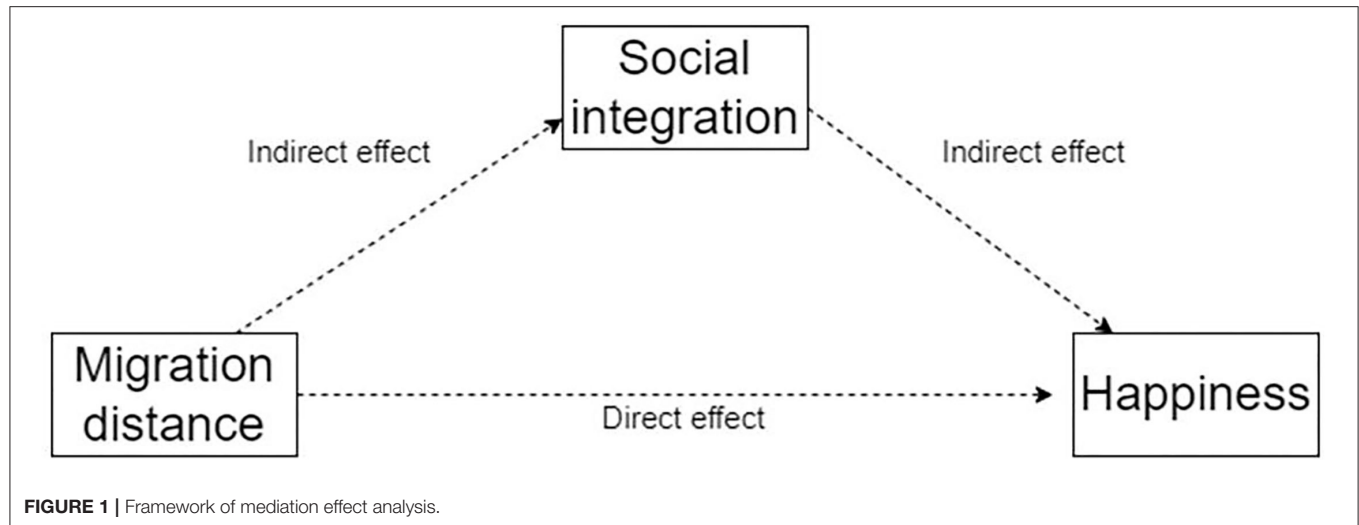 Social
integration
Indirect effect
Indirect effect
Migration
distance
Direct effect
Happiness
FIGURE 1 | Framework of mediation effect analysis.